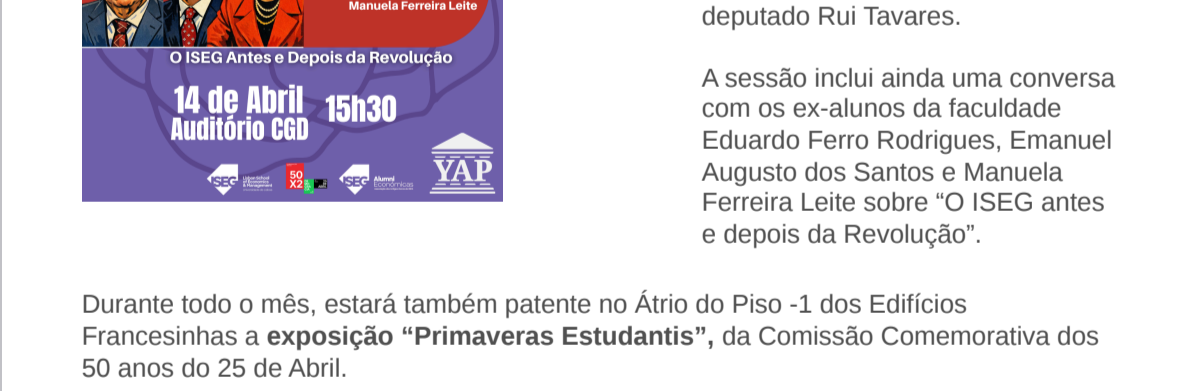 Manuela Ferreira Leite
O ISEG Antes e Depois da Revolução
14 de Abril
15h30
Auditório CGD
ISEG
50
X2
ISEG
Alumni
Económicas
YAP
deputado Rui Tavares.
A sessão inclui ainda uma conversa
com os ex-alunos da faculdade
Eduardo Ferro Rodrigues, Emanuel
Augusto dos Santos e Manuela
Ferreira Leite sobre “O ISEG antes
e depois da Revolução”.
Durante todo o mês, estará também patente no Átrio do Piso -1 dos Edifícios
Francesinhas a exposição “Primaveras Estudantis”, da Comissão Comemorativa dos
50 anos do 25 de Abril.